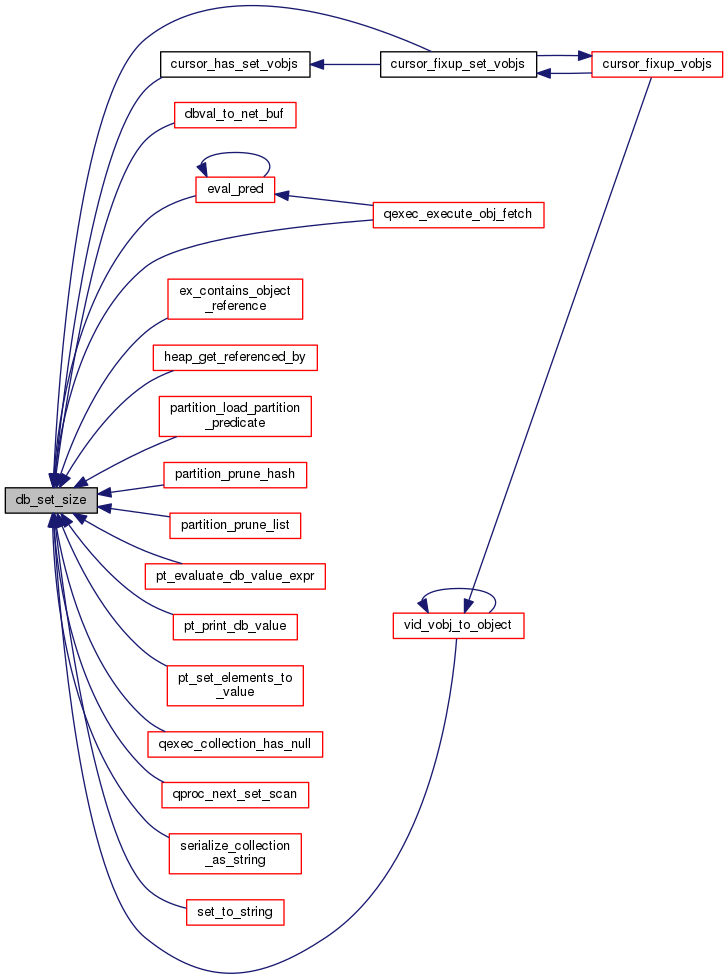 cursor_has_set_vobjs
cursor_fixup_set_vobjs
cursor_fixup_vobjs
dbval_to_net_buf
eval_pred
qexec_execute_obj_fetch
ex_contains_object
_reference
heap_get_referenced_by
partition_load_partition
_predicate
partition_prune_hash
db_set_size
partition_prune_list
pt_evaluate_db_value_expr
pt_print_db_value
vid_vobj_to_object
pt_set_elements_to
_value
qexec_collection_has_null
qproc_next_set_scan
serialize_collection
_as_string
set_to_string